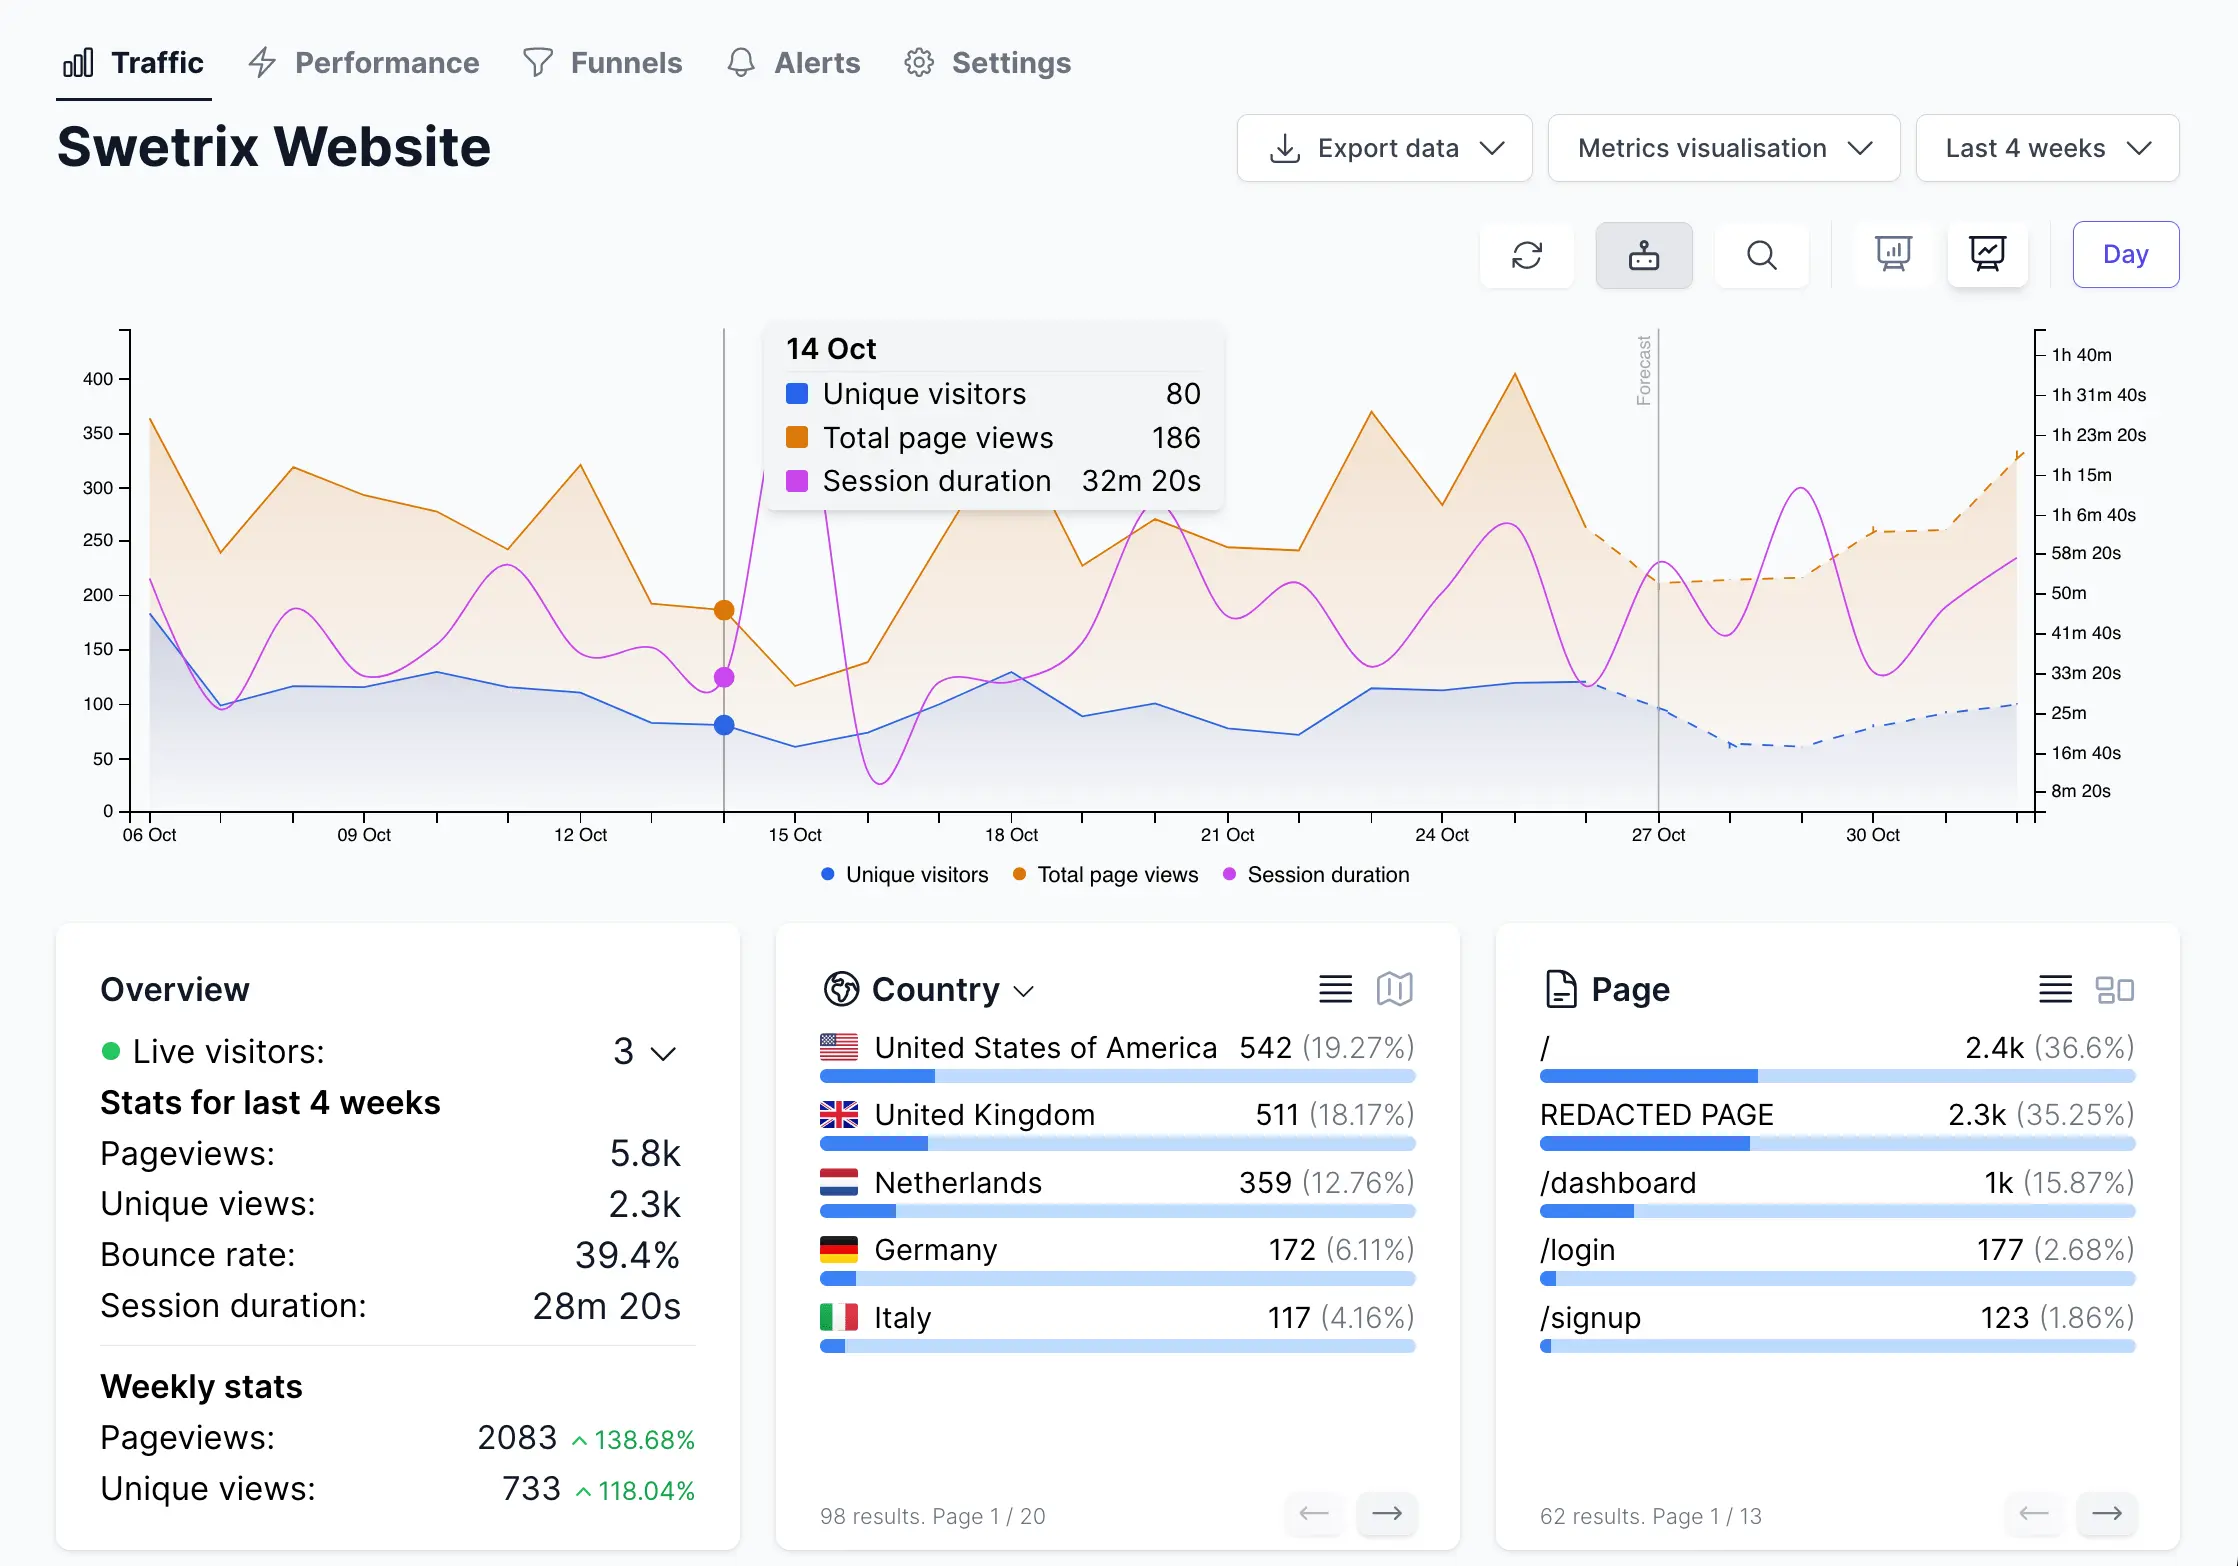 Traffic Performance Funnels Alerts Settings
Swetrix Website
Export data Metrics visualisation Last 4 weeks
Day
14 Oct
Unique visitors 80
Total page views 186
Session duration 32m 20s
Forecast
400
350
300
250
200
150
100
50
0
1h 40m
1h 31m 40s
1h 23m 20s
1h 15m
1h 6m 40s
58m 20s
50m
41m 40s
33m 20s
25m
16m 40s
8m 20s
06 Oct 09 Oct 12 Oct 15 Oct 18 Oct 21 Oct 24 Oct 27 Oct 30 Oct
Unique visitors Total page views Session duration
Overview
Live visitors: 3
Stats for last 4 weeks
Pageviews: 5.8k
Unique views: 2.3k
Bounce rate: 39.4%
Session duration: 28m 20s
Weekly stats
Pageviews: 2083 138.68%
Unique views: 733 118.04%
Country
United States of America 542 (19.27%)
United Kingdom 511 (18.17%)
Netherlands 359 (12.76%)
Germany 172 (6.11%)
Italy 117 (4.16%)
98 results. Page 1 / 20
Page
/ 2.4k (36.6%)
REDACTED PAGE 2.3k (35.25%)
/dashboard 1k (15.87%)
/login 177 (2.68%)
/signup 123 (1.86%)
62 results. Page 1 / 13